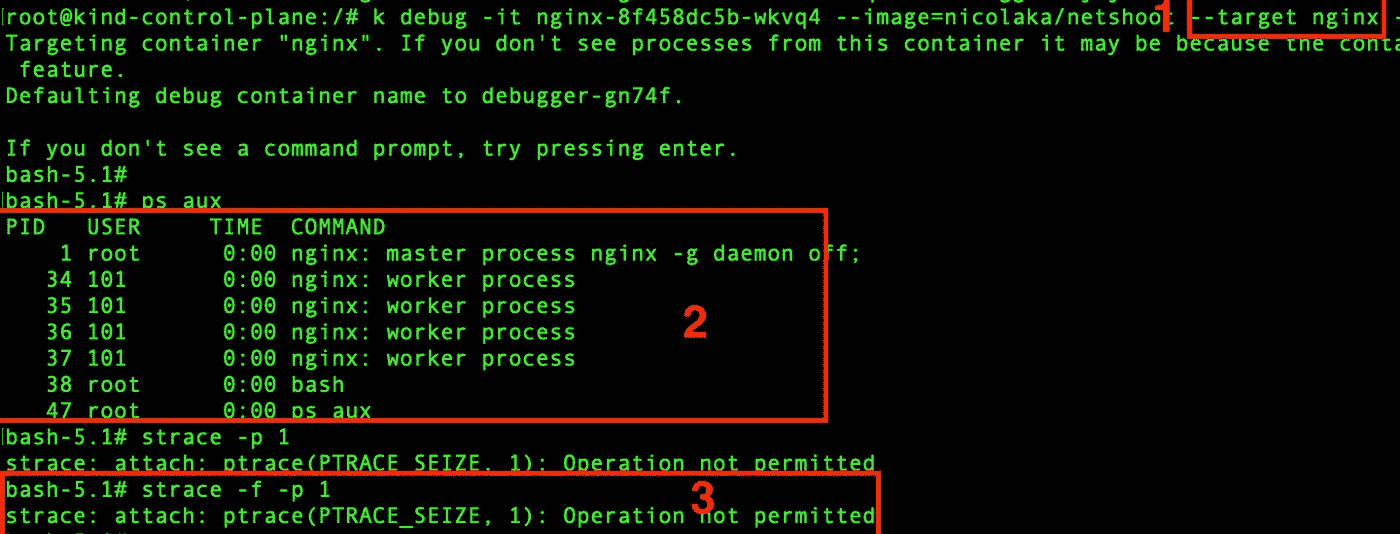 root@kind-control-plane:/# k debug -it nginx-8f458dc5b-wkvq4 --image=nicolaka/netshoot --target nginx
1
Targeting container "nginx". If you don't see processes from this container it may be because the
feature.
Defaulting debug container name to debugger-gn74f.
If you don't see a command prompt, try pressing enter.
bash-5.1#
bash-5.1# ps aux
PID USER TIME COMMAND
1 root 0:00 nginx: master process nginx -g daemon off;
34 101 0:00 nginx: worker process
35 101 0:00 nginx: worker process
36 101 0:00 nginx: worker process
2
37 101 0:00 nginx: worker process
38 root 0:00 bash
47 root 0:00 ps aux
bash-5.1# strace -p 1
strace: attach: ptrace(PTRACE_SEIZE, 1): Operation not permitted
bash-5.1# strace -f -p 1
3
strace: attach: ptrace(PTRACE_SEIZE, 1): Operation not permitted